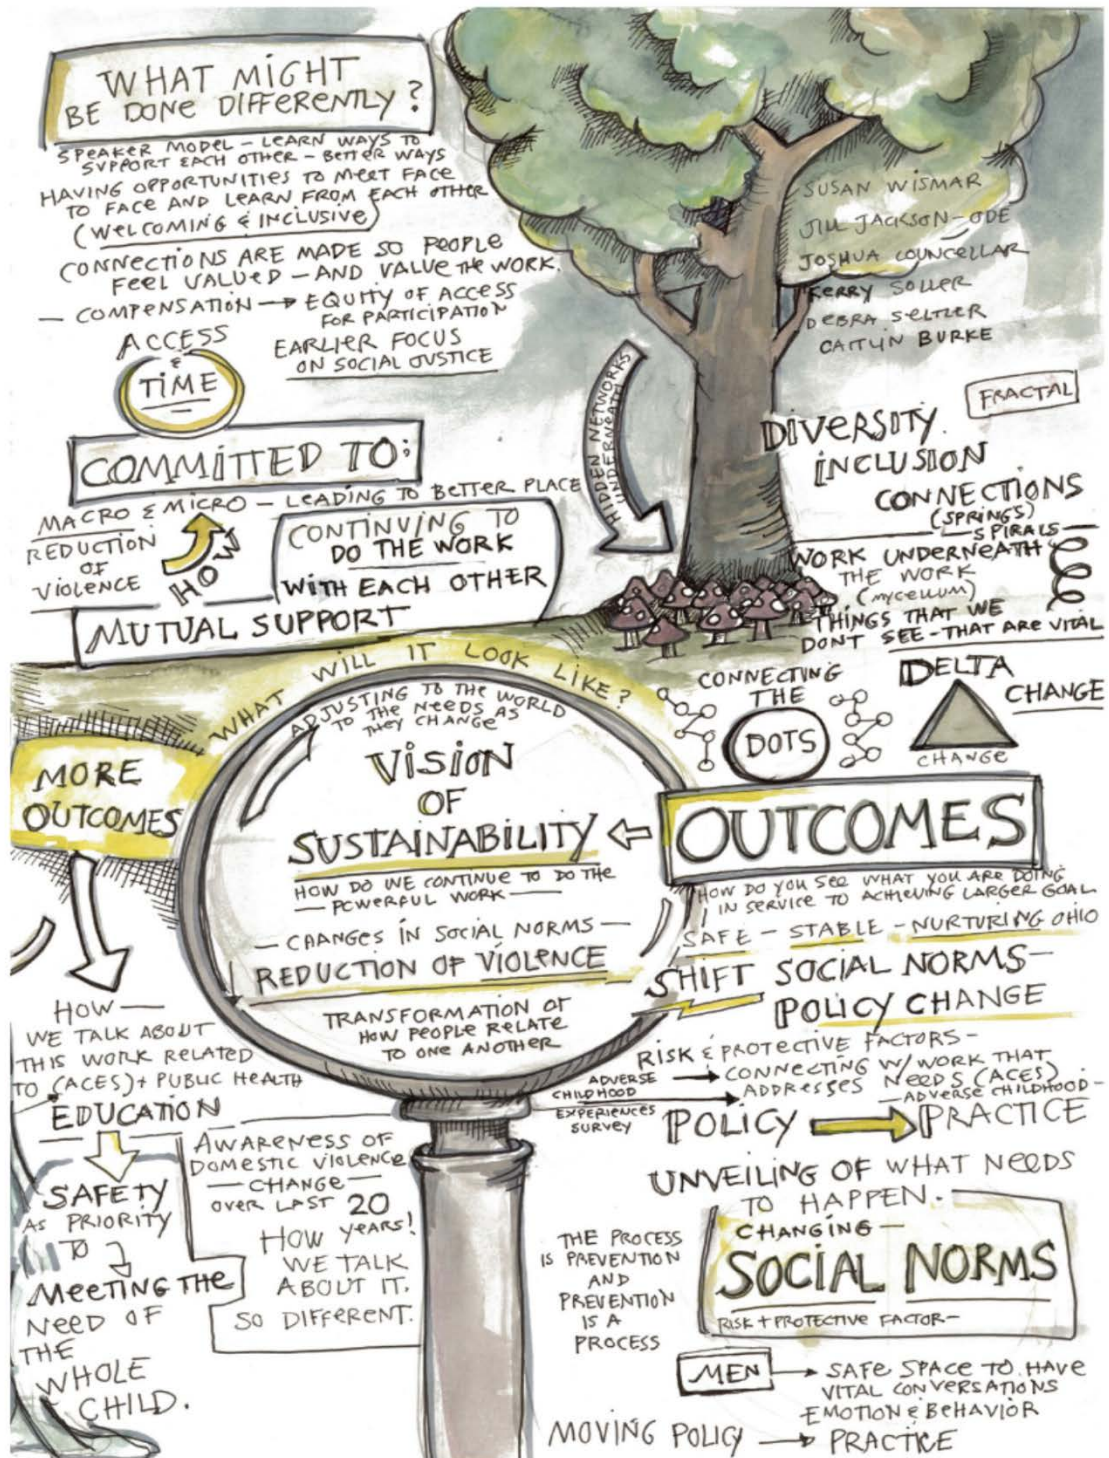 WHAT MIGHT
BE DONE DIFFERENTLY?
SPEAKER MODEL - LEARN WAYS TO
SUPPORT EACH OTHER - BETTER WAYS
HAVING OPPORTUNITIES TO MEET FACE
TO FACE AND LEARN FROM EACH OTHER
(WELCOMING & INCLUSIVE)
CONNECTIONS ARE MADE SO PEOPLE
FEEL VALUED - AND VALUE THE WORK.
- COMPENSATION → EQUITY OF ACCESS
FOR PARTICIPATION
ACCESS
&
TIME
EARLIER FOCUS
ON SOCIAL JUSTICE
SUSAN WISMAR
JILL JACKSON-ODE
JOSHUA COUNCELLAR
KERRY SOLLER
DEBRA SELTZER
CAITLIN BURKE
HIDDEN NETWORKS
UNDERNEATH
FRACTAL
DIVERSITY.
INCLUSION
CONNECTIONS
(SPRINGS)
SPIRALS
WORK UNDERNEATH
THE WORK
(MYCELLUM)
THINGS THAT WE
DONT SEE - THAT ARE VITAL
COMMITTED TO:
MACRO & MICRO - LEADING TO BETTER PLACE
REDUCTION
OF
VIOLENCE
HOW
CONTINUING TO
DO THE WORK
WITH EACH OTHER
MUTUAL SUPPORT
CONNECTING
THE
DOTS
DELTA
CHANGE
CHANGE
WHAT WILL IT LOOK LIKE?
ADJUSTING TO THE WORLD
TO THE NEEDS AS
THEY CHANGE
VISION
OF
SUSTAINABILITY
HOW DO WE CONTINUE TO DO THE
- POWERFUL WORK -
- CHANGES IN SOCIAL NORMS -
REDUCTION OF VIOLENCE
TRANSFORMATION OF
HOW PEOPLE RELATE
TO ONE ANOTHER
OUTCOMES
HOW DO YOU SEE WHAT YOU ARE DOING
IN SERVICE TO ACHIEVING LARGER GOAL
SAFE - STABLE - NURTURING OHIO
SHIFT SOCIAL NORMS -
POLICY CHANGE
RISK & PROTECTIVE FACTORS -
CONNECTING W/ WORK THAT
ADDRESSES NEEDS (ACES)
- ADVERSE CHILDHOOD -
ADVERSE
CHILDHOOD
EXPERIENCES
SURVEY
POLICY → PRACTICE
UNVEILING OF WHAT NEEDS
TO HAPPEN.
CHANGING -
SOCIAL NORMS
RISK + PROTECTIVE FACTOR -
THE PROCESS
IS PREVENTION
AND
PREVENTION
IS A
PROCESS
MEN → SAFE SPACE TO HAVE
VITAL CONVERSATIONS
EMOTION & BEHAVIOR
MOVING POLICY → PRACTICE
MORE
OUTCOMES
HOW -
WE TALK ABOUT
THIS WORK RELATED
TO (ACES) + PUBLIC HEALTH
EDUCATION
SAFETY
AS PRIORITY
TO
MEETING THE
NEED OF
THE
WHOLE
CHILD.
AWARENESS OF
DOMESTIC VIOLENCE
- CHANGE -
OVER LAST 20
YEARS!
HOW
WE TALK
ABOUT IT.
SO DIFFERENT.